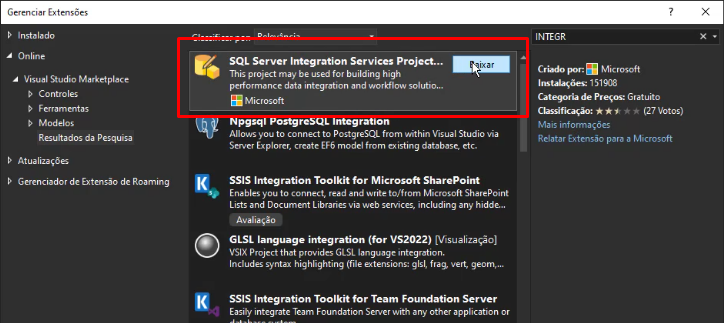 Gerenciar Extensões
? ×
Instalado
Online
Visual Studio Marketplace
Controles
Ferramentas
Modelos
Resultados da Pesquisa
Atualizações
Gerenciador de Extensão de Roaming
Classificar por: Relevância
SQL Server Integration Services Project...
Baixar
This project may be used for building high
performance data integration and workflow solutio...
Microsoft
Npgsql PostgreSQL Integration
Allows you to connect to PostgreSQL from within Visual Studio via
Server Explorer, create EF6 model from existing database, etc.
SSIS Integration Toolkit for Microsoft SharePoint
Enables you to connect, read and write to/from Microsoft SharePoint
Lists and Document Libraries via web services, including any hidde...
Avaliação
GLSL language integration (for VS2022) [Visualização]
VSIX Project that provides GLSL language integration.
Includes syntax highlighting (file extensions: glsl, frag, vert, geom,...
SSIS Integration Toolkit for Team Foundation Server
Easily integrate Team Foundation Server with any other application or
database system
INTEGR
Criado por: Microsoft
Instalações: 151908
Categoria de Preços: Gratuito
Classificação: (27 Votos)
Mais informações
Relatar Extensão para a Microsoft